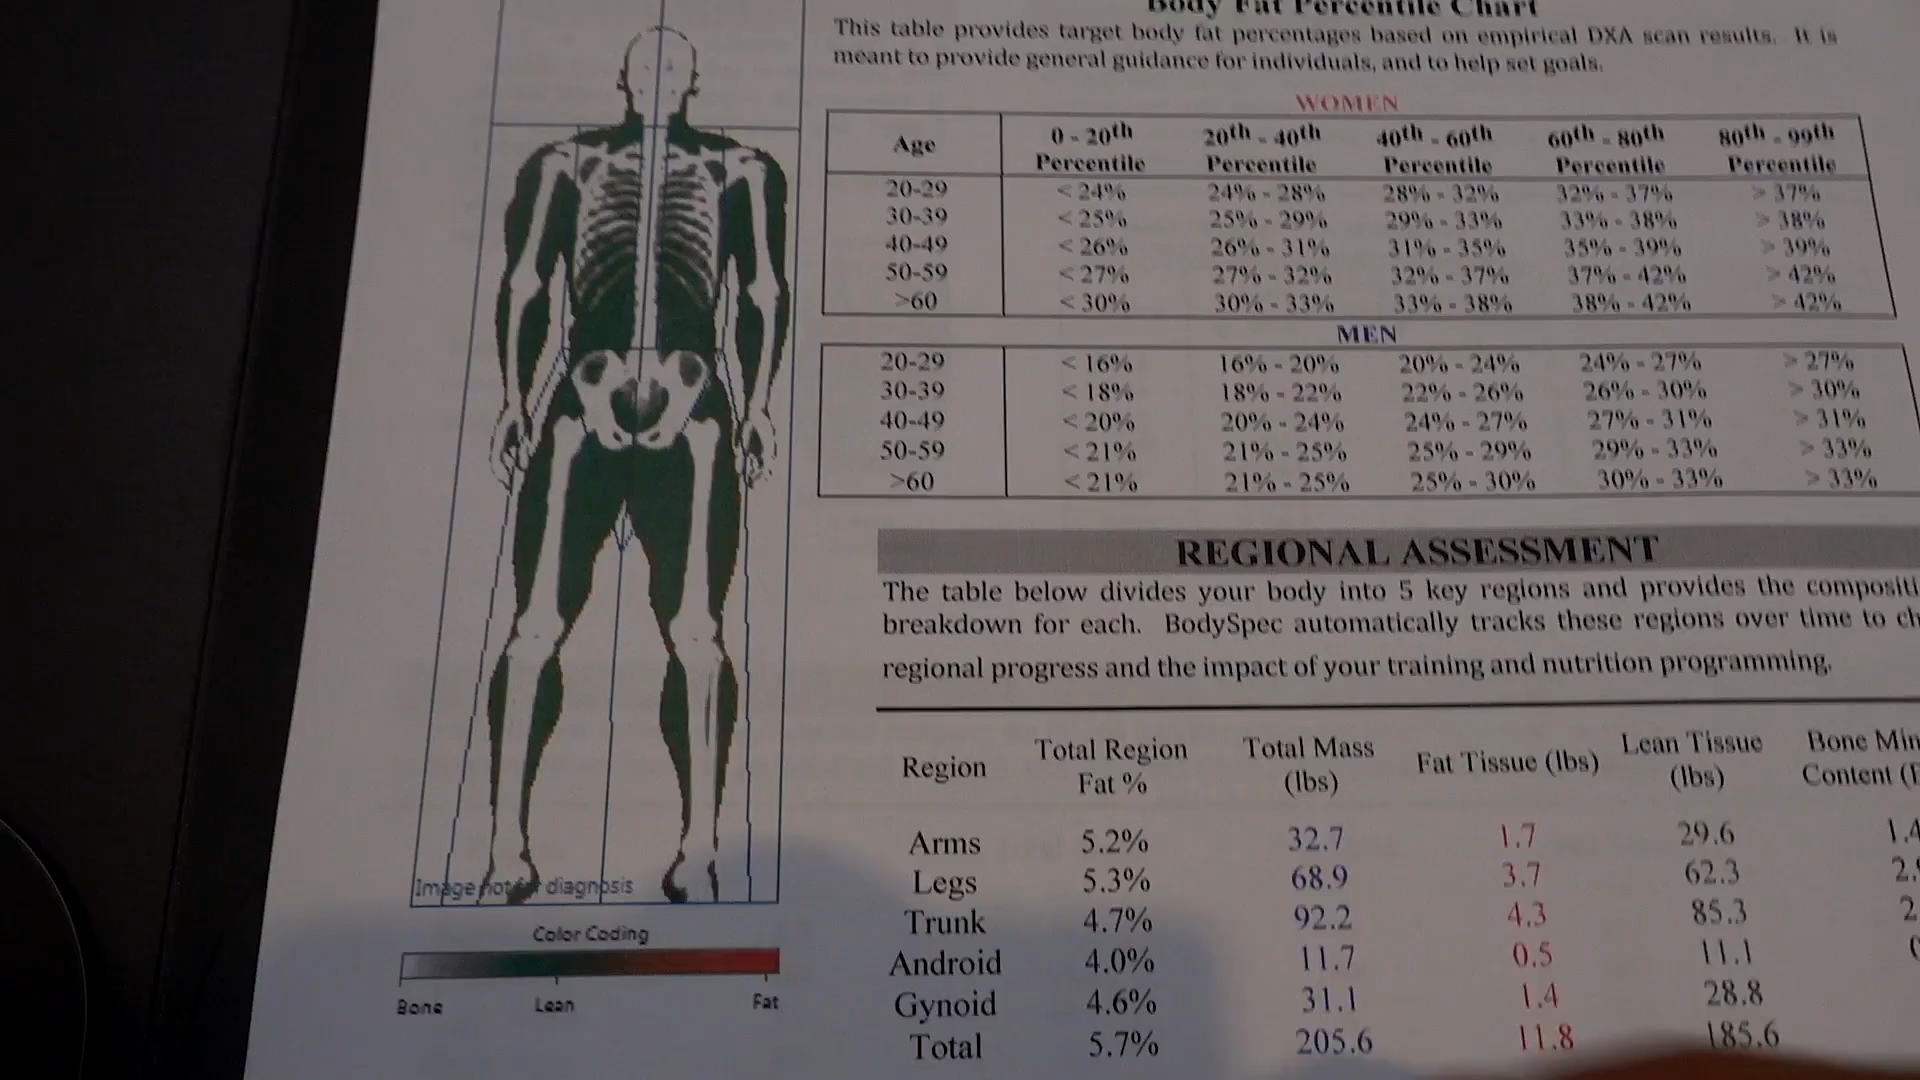 Body Fat Percentile Chart
This table provides target body fat percentages based on empirical DXA scan results. It is
meant to provide general guidance for individuals, and to help set goals.
WOMEN
Age 0 - 20th Percentile 20th - 40th Percentile 40th - 60th Percentile 60th - 80th Percentile 80th - 99th Percentile
20-29 < 24% 24% - 28% 28% - 32% 32% - 37% > 37%
30-39 < 25% 25% - 29% 29% - 33% 33% - 38% > 38%
40-49 < 26% 26% - 31% 31% - 35% 35% - 39% > 39%
50-59 < 27% 27% - 32% 32% - 37% 37% - 42% > 42%
>60 < 30% 30% - 33% 33% - 38% 38% - 42% > 42%
MEN
20-29 < 16% 16% - 20% 20% - 24% 24% - 27% > 27%
30-39 < 18% 18% - 22% 22% - 26% 26% - 30% > 30%
40-49 < 20% 20% - 24% 24% - 27% 27% - 31% > 31%
50-59 < 21% 21% - 25% 25% - 29% 29% - 33% > 33%
>60 < 21% 21% - 25% 25% - 30% 30% - 33% > 33%
REGIONAL ASSESSMENT
The table below divides your body into 5 key regions and provides the compositi
breakdown for each. BodySpec automatically tracks these regions over time to ch
regional progress and the impact of your training and nutrition programming.
Region Total Region Fat % Total Mass (lbs) Fat Tissue (lbs) Lean Tissue (lbs) Bone Min Content (
Arms 5.2% 32.7 1.7 29.6 1.4
Legs 5.3% 68.9 3.7 62.3 2.
Trunk 4.7% 92.2 4.3 85.3 2.
Android 4.0% 11.7 0.5 11.1
Gynoid 4.6% 31.1 1.4 28.8
Total 5.7% 205.6 11.8 185.6
Image not for diagnosis
Color Coding
Bone Lean Fat